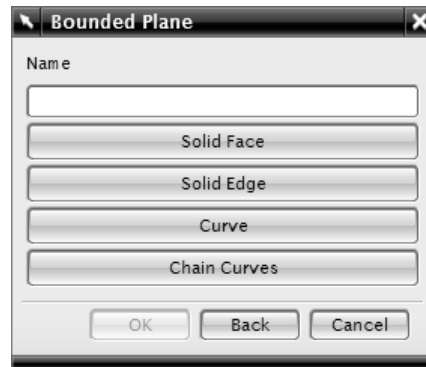 Bounded Plane
Name
Solid Face
Solid Edge
Curve
Chain Curves
OK Back Cancel